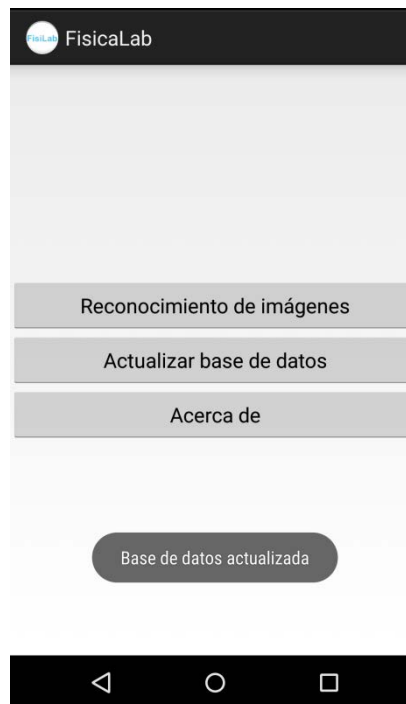 FisiLab
FisicaLab
Reconocimiento de imágenes
Actualizar base de datos
Acerca de
Base de datos actualizada